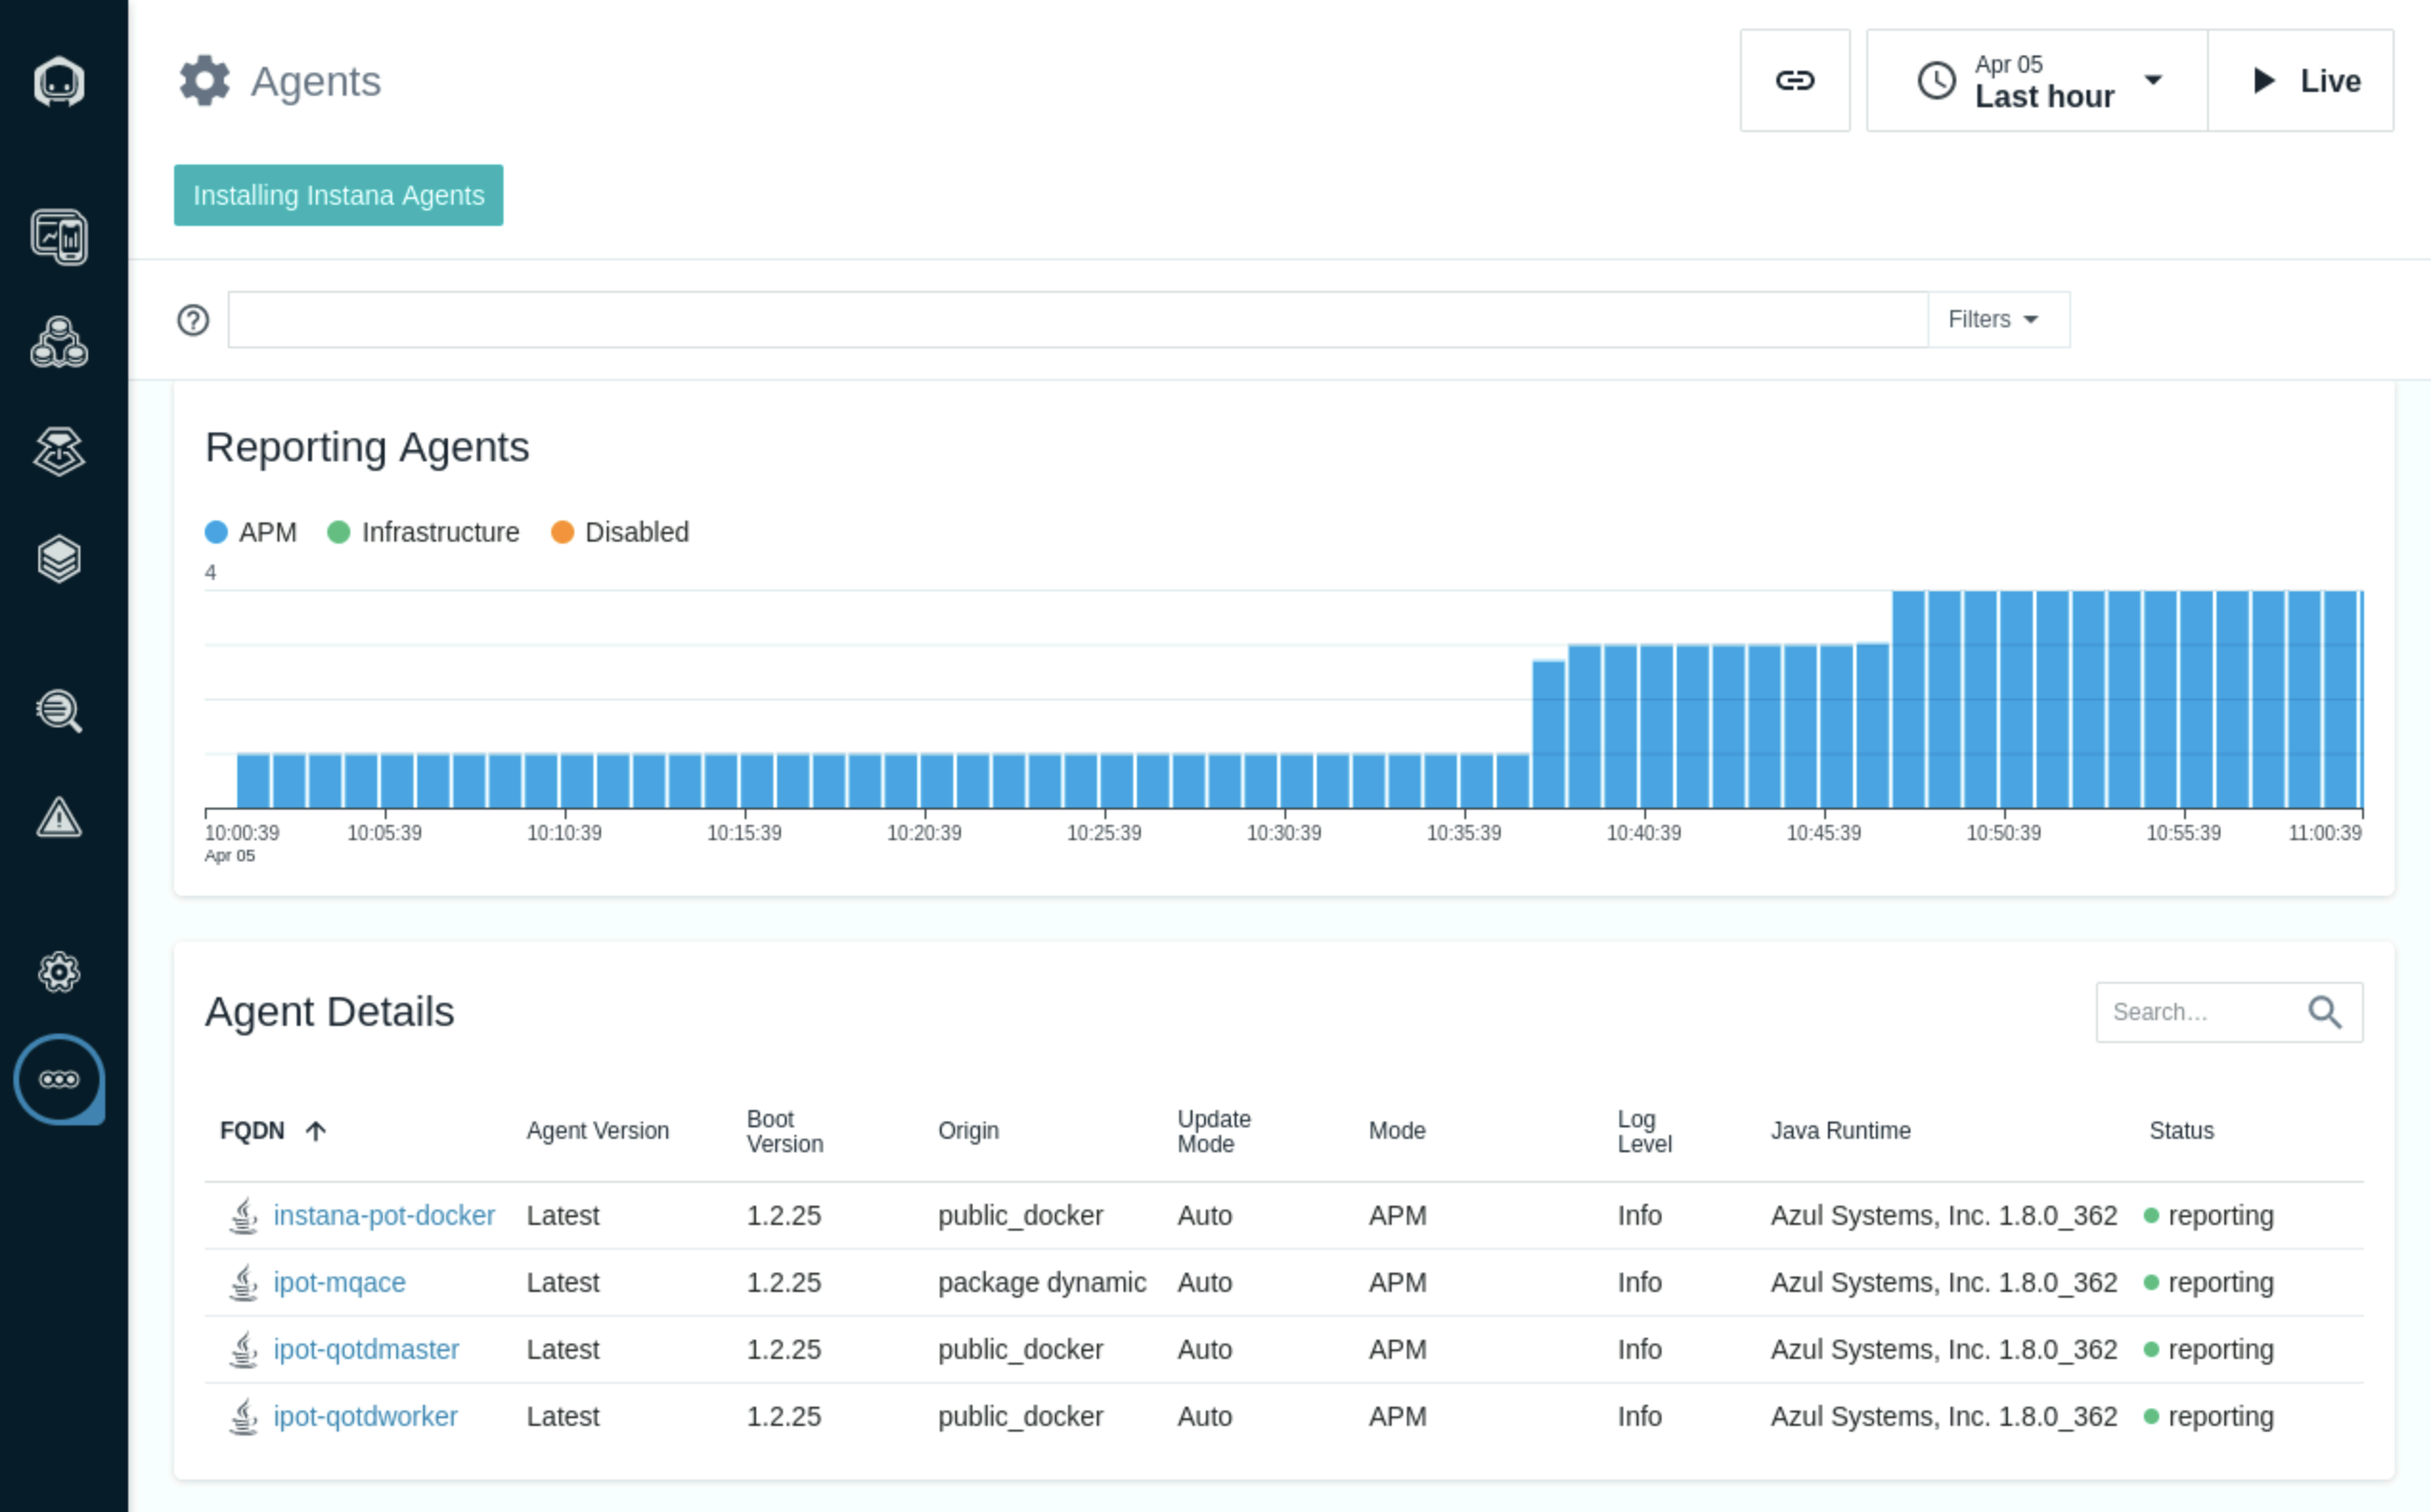 Agents
Apr 05
Last hour
Live
Installing Instana Agents
Filters
Reporting Agents
APM Infrastructure Disabled
4
10:00:39 10:05:39 10:10:39 10:15:39 10:20:39 10:25:39 10:30:39 10:35:39 10:40:39 10:45:39 10:50:39 10:55:39 11:00:39
Apr 05
Agent Details
Search...
FQDN Agent Version Boot Version Origin Update Mode Mode Log Level Java Runtime Status
instana-pot-docker Latest 1.2.25 public_docker Auto APM Info Azul Systems, Inc. 1.8.0_362 reporting
ipot-mqace Latest 1.2.25 package dynamic Auto APM Info Azul Systems, Inc. 1.8.0_362 reporting
ipot-qotdmaster Latest 1.2.25 public_docker Auto APM Info Azul Systems, Inc. 1.8.0_362 reporting
ipot-qotdworker Latest 1.2.25 public_docker Auto APM Info Azul Systems, Inc. 1.8.0_362 reporting